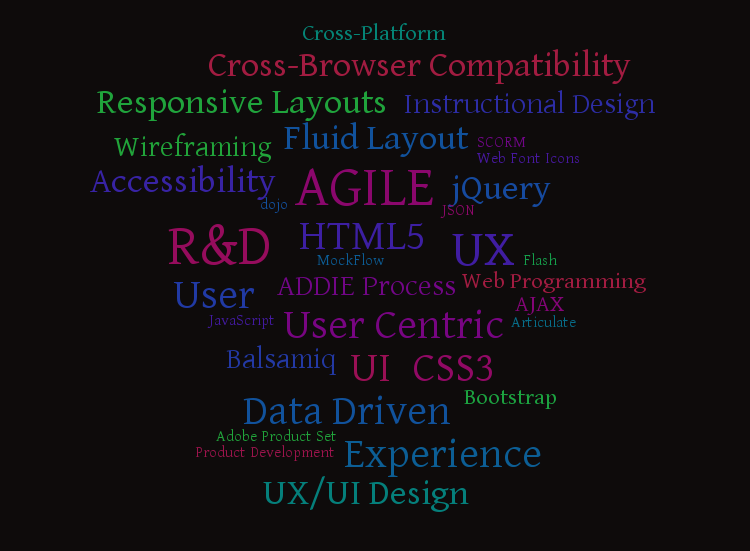 Cross-Platform
Cross-Browser Compatibility
Responsive Layouts
Instructional Design
Wireframing
Fluid Layout
SCORM
Web Font Icons
Accessibility
AGILE
jQuery
dojo
JSON
R&D
HTML5
UX
MockFlow
Flash
User
ADDIE Process
Web Programming
AJAX
JavaScript
User Centric
Articulate
Balsamiq
UI
CSS3
Data Driven
Bootstrap
Adobe Product Set
Product Development
Experience
UX/UI Design